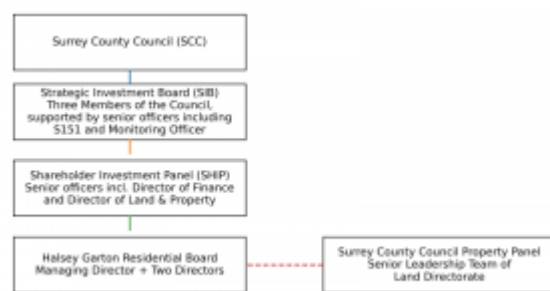 Surrey County Council (SCC)
Strategic Investment Board (SIB)
Three Members of the Council,
supported by senior officers including
S151 and Monitoring Officer
Shareholder Investment Panel (SHIP)
Senior officers incl. Director of Finance
and Director of Land & Property
Halsey Garton Residential Board
Managing Director + Two Directors
Surrey County Council Property Panel
Senior Leadership Team of
Land Directorate